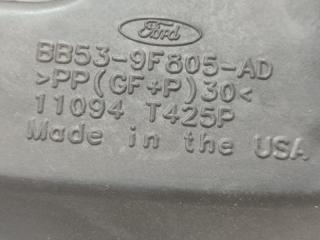 Ford
BB53-9F805-AD
>PP(GF+P)30<
11094 T425P
Made in the USA